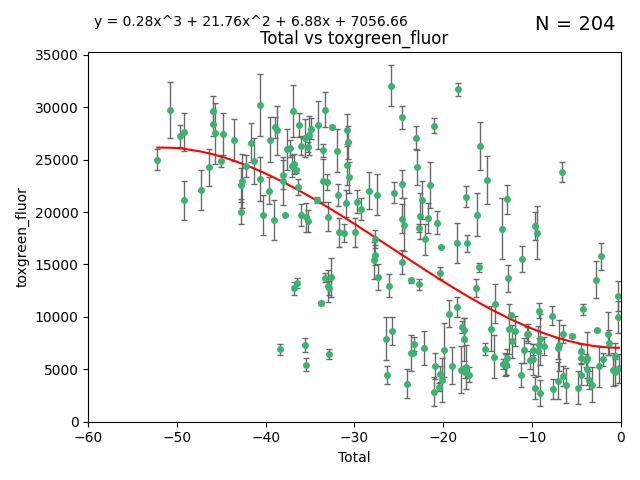 y = 0.28x^3 + 21.76x^2 + 6.88x + 7056.66
N = 204
Total vs toxgreen_fluor
35000
30000
25000
20000
15000
10000
5000
0
toxgreen_fluor
−60 −50 −40 −30 −20 −10 0
Total